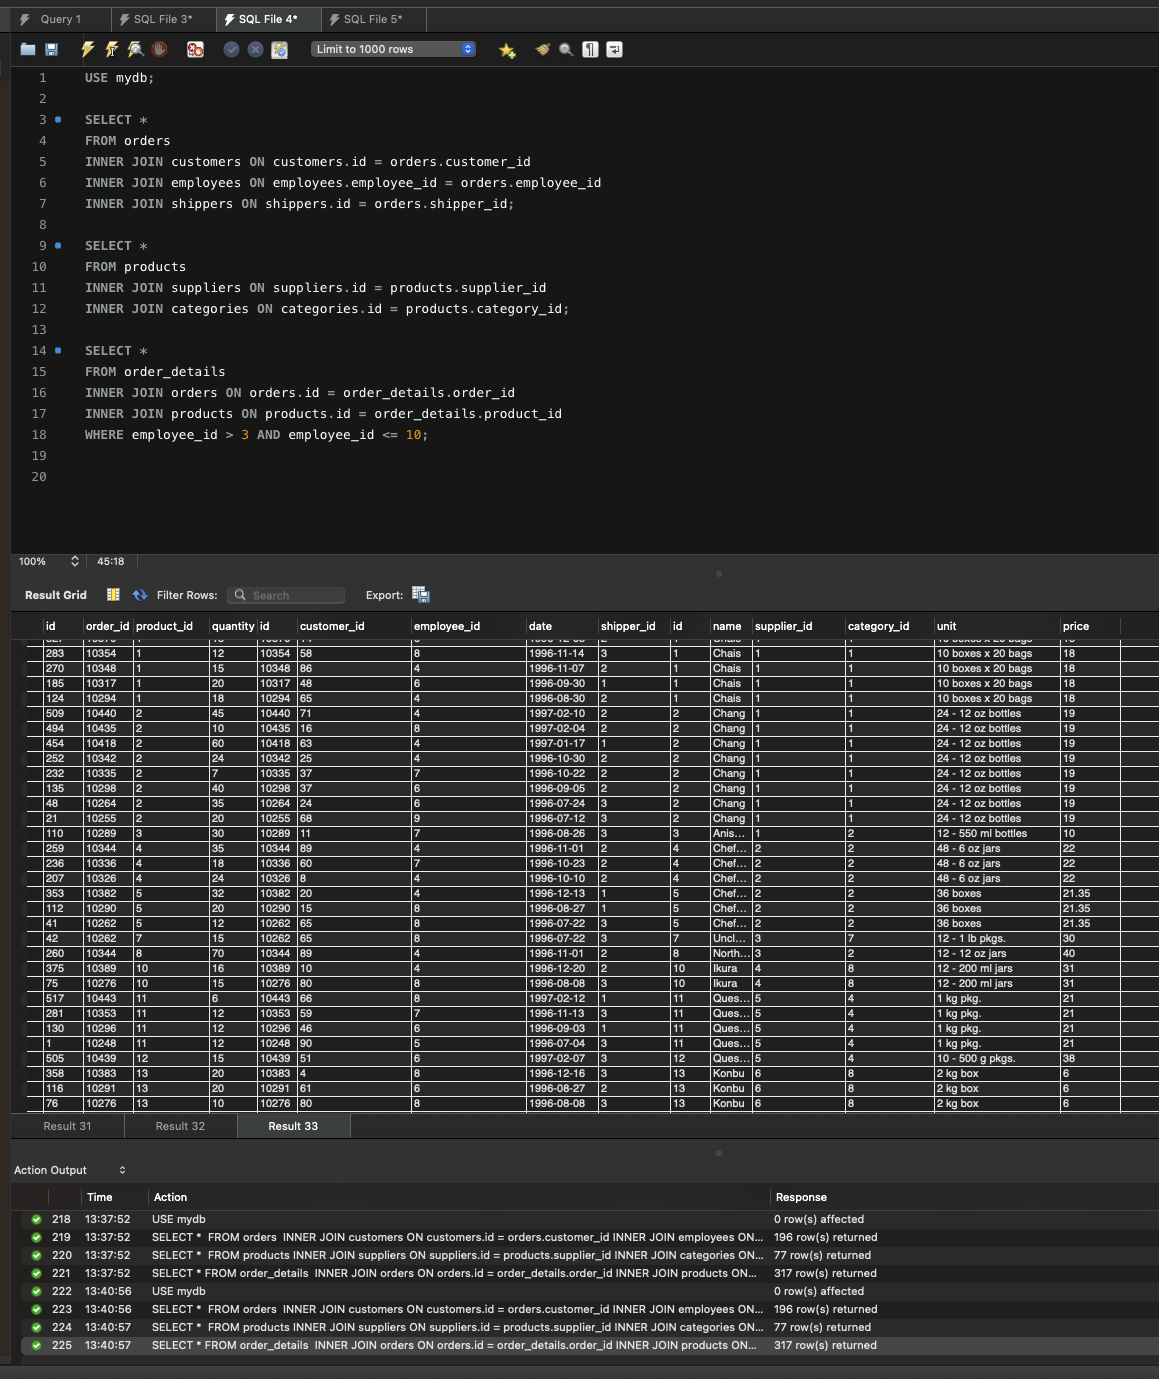 Query 1 SQL File 3* SQL File 4* SQL File 5*
Limit to 1000 rows
1 USE mydb;
2
3 SELECT *
4 FROM orders
5 INNER JOIN customers ON customers.id = orders.customer_id
6 INNER JOIN employees ON employees.employee_id = orders.employee_id
7 INNER JOIN shippers ON shippers.id = orders.shipper_id;
8
9 SELECT *
10 FROM products
11 INNER JOIN suppliers ON suppliers.id = products.supplier_id
12 INNER JOIN categories ON categories.id = products.category_id;
13
14 SELECT *
15 FROM order_details
16 INNER JOIN orders ON orders.id = order_details.order_id
17 INNER JOIN products ON products.id = order_details.product_id
18 WHERE employee_id > 3 AND employee_id <= 10;
19
20
100% 45:18
Result Grid Filter Rows: Search Export:
id order_id product_id quantity id customer_id employee_id date shipper_id id name supplier_id category_id unit price
283 10354 1 12 10354 58 8 1996-11-14 3 1 Chais 1 1 10 boxes x 20 bags 18
270 10348 1 15 10348 86 4 1996-11-07 2 1 Chais 1 1 10 boxes x 20 bags 18
185 10317 1 20 10317 48 6 1996-09-30 1 1 Chais 1 1 10 boxes x 20 bags 18
124 10294 1 18 10294 65 4 1996-08-30 2 1 Chais 1 1 10 boxes x 20 bags 18
509 10440 2 45 10440 71 4 1997-02-10 2 2 Chang 1 1 24 - 12 oz bottles 19
494 10435 2 10 10435 16 8 1997-02-04 2 2 Chang 1 1 24 - 12 oz bottles 19
454 10418 2 60 10418 63 4 1997-01-17 1 2 Chang 1 1 24 - 12 oz bottles 19
252 10342 2 24 10342 25 4 1996-10-30 2 2 Chang 1 1 24 - 12 oz bottles 19
232 10335 2 7 10335 37 7 1996-10-22 2 2 Chang 1 1 24 - 12 oz bottles 19
135 10298 2 40 10298 37 6 1996-09-05 2 2 Chang 1 1 24 - 12 oz bottles 19
48 10264 2 35 10264 24 6 1996-07-24 3 2 Chang 1 1 24 - 12 oz bottles 19
21 10255 2 20 10255 68 9 1996-07-12 3 2 Chang 1 1 24 - 12 oz bottles 19
110 10289 3 30 10289 11 7 1996-08-26 3 3 Anis... 1 2 12 - 550 ml bottles 10
259 10344 4 35 10344 89 4 1996-11-01 2 4 Chef... 2 2 48 - 6 oz jars 22
236 10336 4 18 10336 60 7 1996-10-23 2 4 Chef... 2 2 48 - 6 oz jars 22
207 10326 4 24 10326 8 4 1996-10-10 2 4 Chef... 2 2 48 - 6 oz jars 22
353 10382 5 32 10382 20 4 1996-12-13 1 5 Chef... 2 2 36 boxes 21.35
112 10290 5 20 10290 15 8 1996-08-27 1 5 Chef... 2 2 36 boxes 21.35
41 10262 5 12 10262 65 8 1996-07-22 3 5 Chef... 2 2 36 boxes 21.35
42 10262 7 15 10262 65 8 1996-07-22 3 7 Uncl... 3 7 12 - 1 lb pkgs. 30
260 10344 8 70 10344 89 4 1996-11-01 2 8 North... 3 2 12 - 12 oz jars 40
375 10389 10 16 10389 10 4 1996-12-20 2 10 Ikura 4 8 12 - 200 ml jars 31
75 10276 10 15 10276 80 8 1996-08-08 3 10 Ikura 4 8 12 - 200 ml jars 31
517 10443 11 6 10443 66 8 1997-02-12 1 11 Ques... 5 4 1 kg pkg. 21
281 10353 11 12 10353 59 7 1996-11-13 3 11 Ques... 5 4 1 kg pkg. 21
130 10296 11 12 10296 46 6 1996-09-03 1 11 Ques... 5 4 1 kg pkg. 21
1 10248 11 12 10248 90 5 1996-07-04 3 11 Ques... 5 4 1 kg pkg. 21
505 10439 12 15 10439 51 6 1997-02-07 3 12 Ques... 5 4 10 - 500 g pkgs. 38
358 10383 13 20 10383 4 8 1996-12-16 3 13 Konbu 6 8 2 kg box 6
116 10291 13 20 10291 61 6 1996-08-27 2 13 Konbu 6 8 2 kg box 6
76 10276 13 10 10276 80 8 1996-08-08 3 13 Konbu 6 8 2 kg box 6
Result 31 Result 32 Result 33
Action Output
Time Action Response
218 13:37:52 USE mydb 0 row(s) affected
219 13:37:52 SELECT * FROM orders INNER JOIN customers ON customers.id = orders.customer_id INNER JOIN employees ON... 196 row(s) returned
220 13:37:52 SELECT * FROM products INNER JOIN suppliers ON suppliers.id = products.supplier_id INNER JOIN categories ON... 77 row(s) returned
221 13:37:52 SELECT * FROM order_details INNER JOIN orders ON orders.id = order_details.order_id INNER JOIN products ON... 317 row(s) returned
222 13:40:56 USE mydb 0 row(s) affected
223 13:40:56 SELECT * FROM orders INNER JOIN customers ON customers.id = orders.customer_id INNER JOIN employees ON... 196 row(s) returned
224 13:40:57 SELECT * FROM products INNER JOIN suppliers ON suppliers.id = products.supplier_id INNER JOIN categories ON... 77 row(s) returned
225 13:40:57 SELECT * FROM order_details INNER JOIN orders ON orders.id = order_details.order_id INNER JOIN products ON... 317 row(s) returned